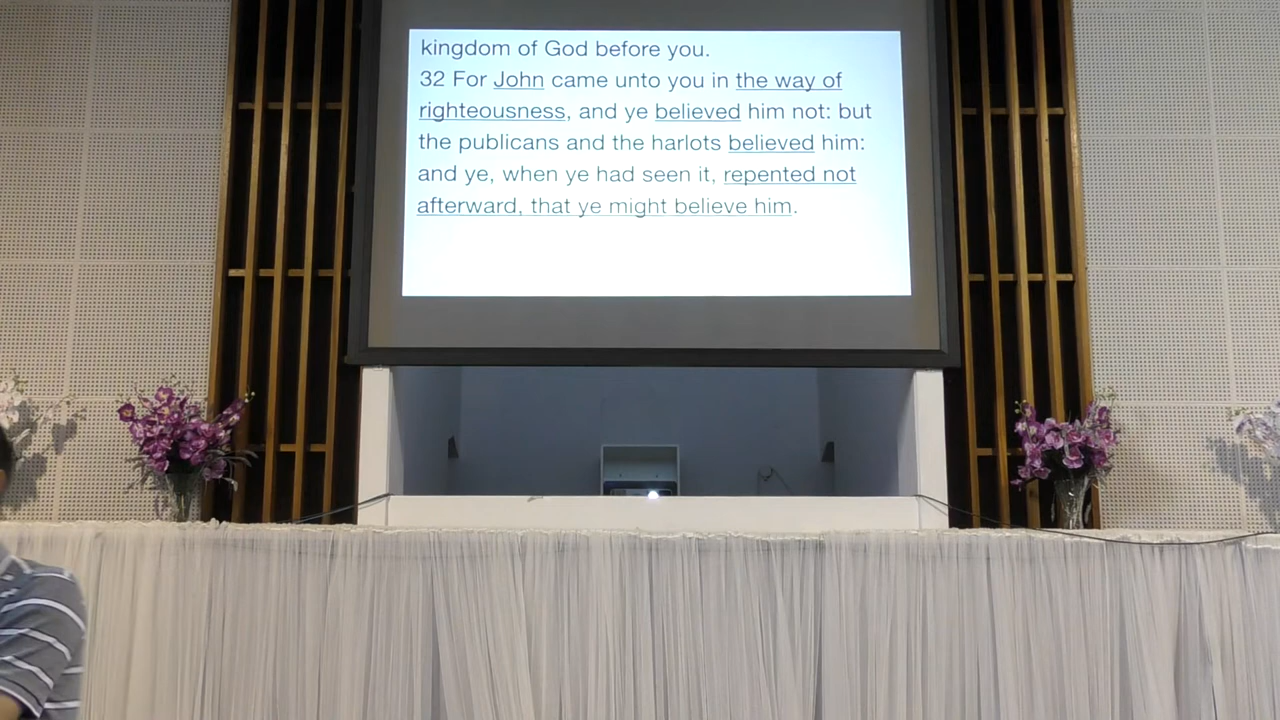 kingdom of God before you.
32 For John came unto you in the way of
righteousness, and ye believed him not: but
the publicans and the harlots believed him:
and ye, when ye had seen it, repented not
afterward, that ye might believe him.